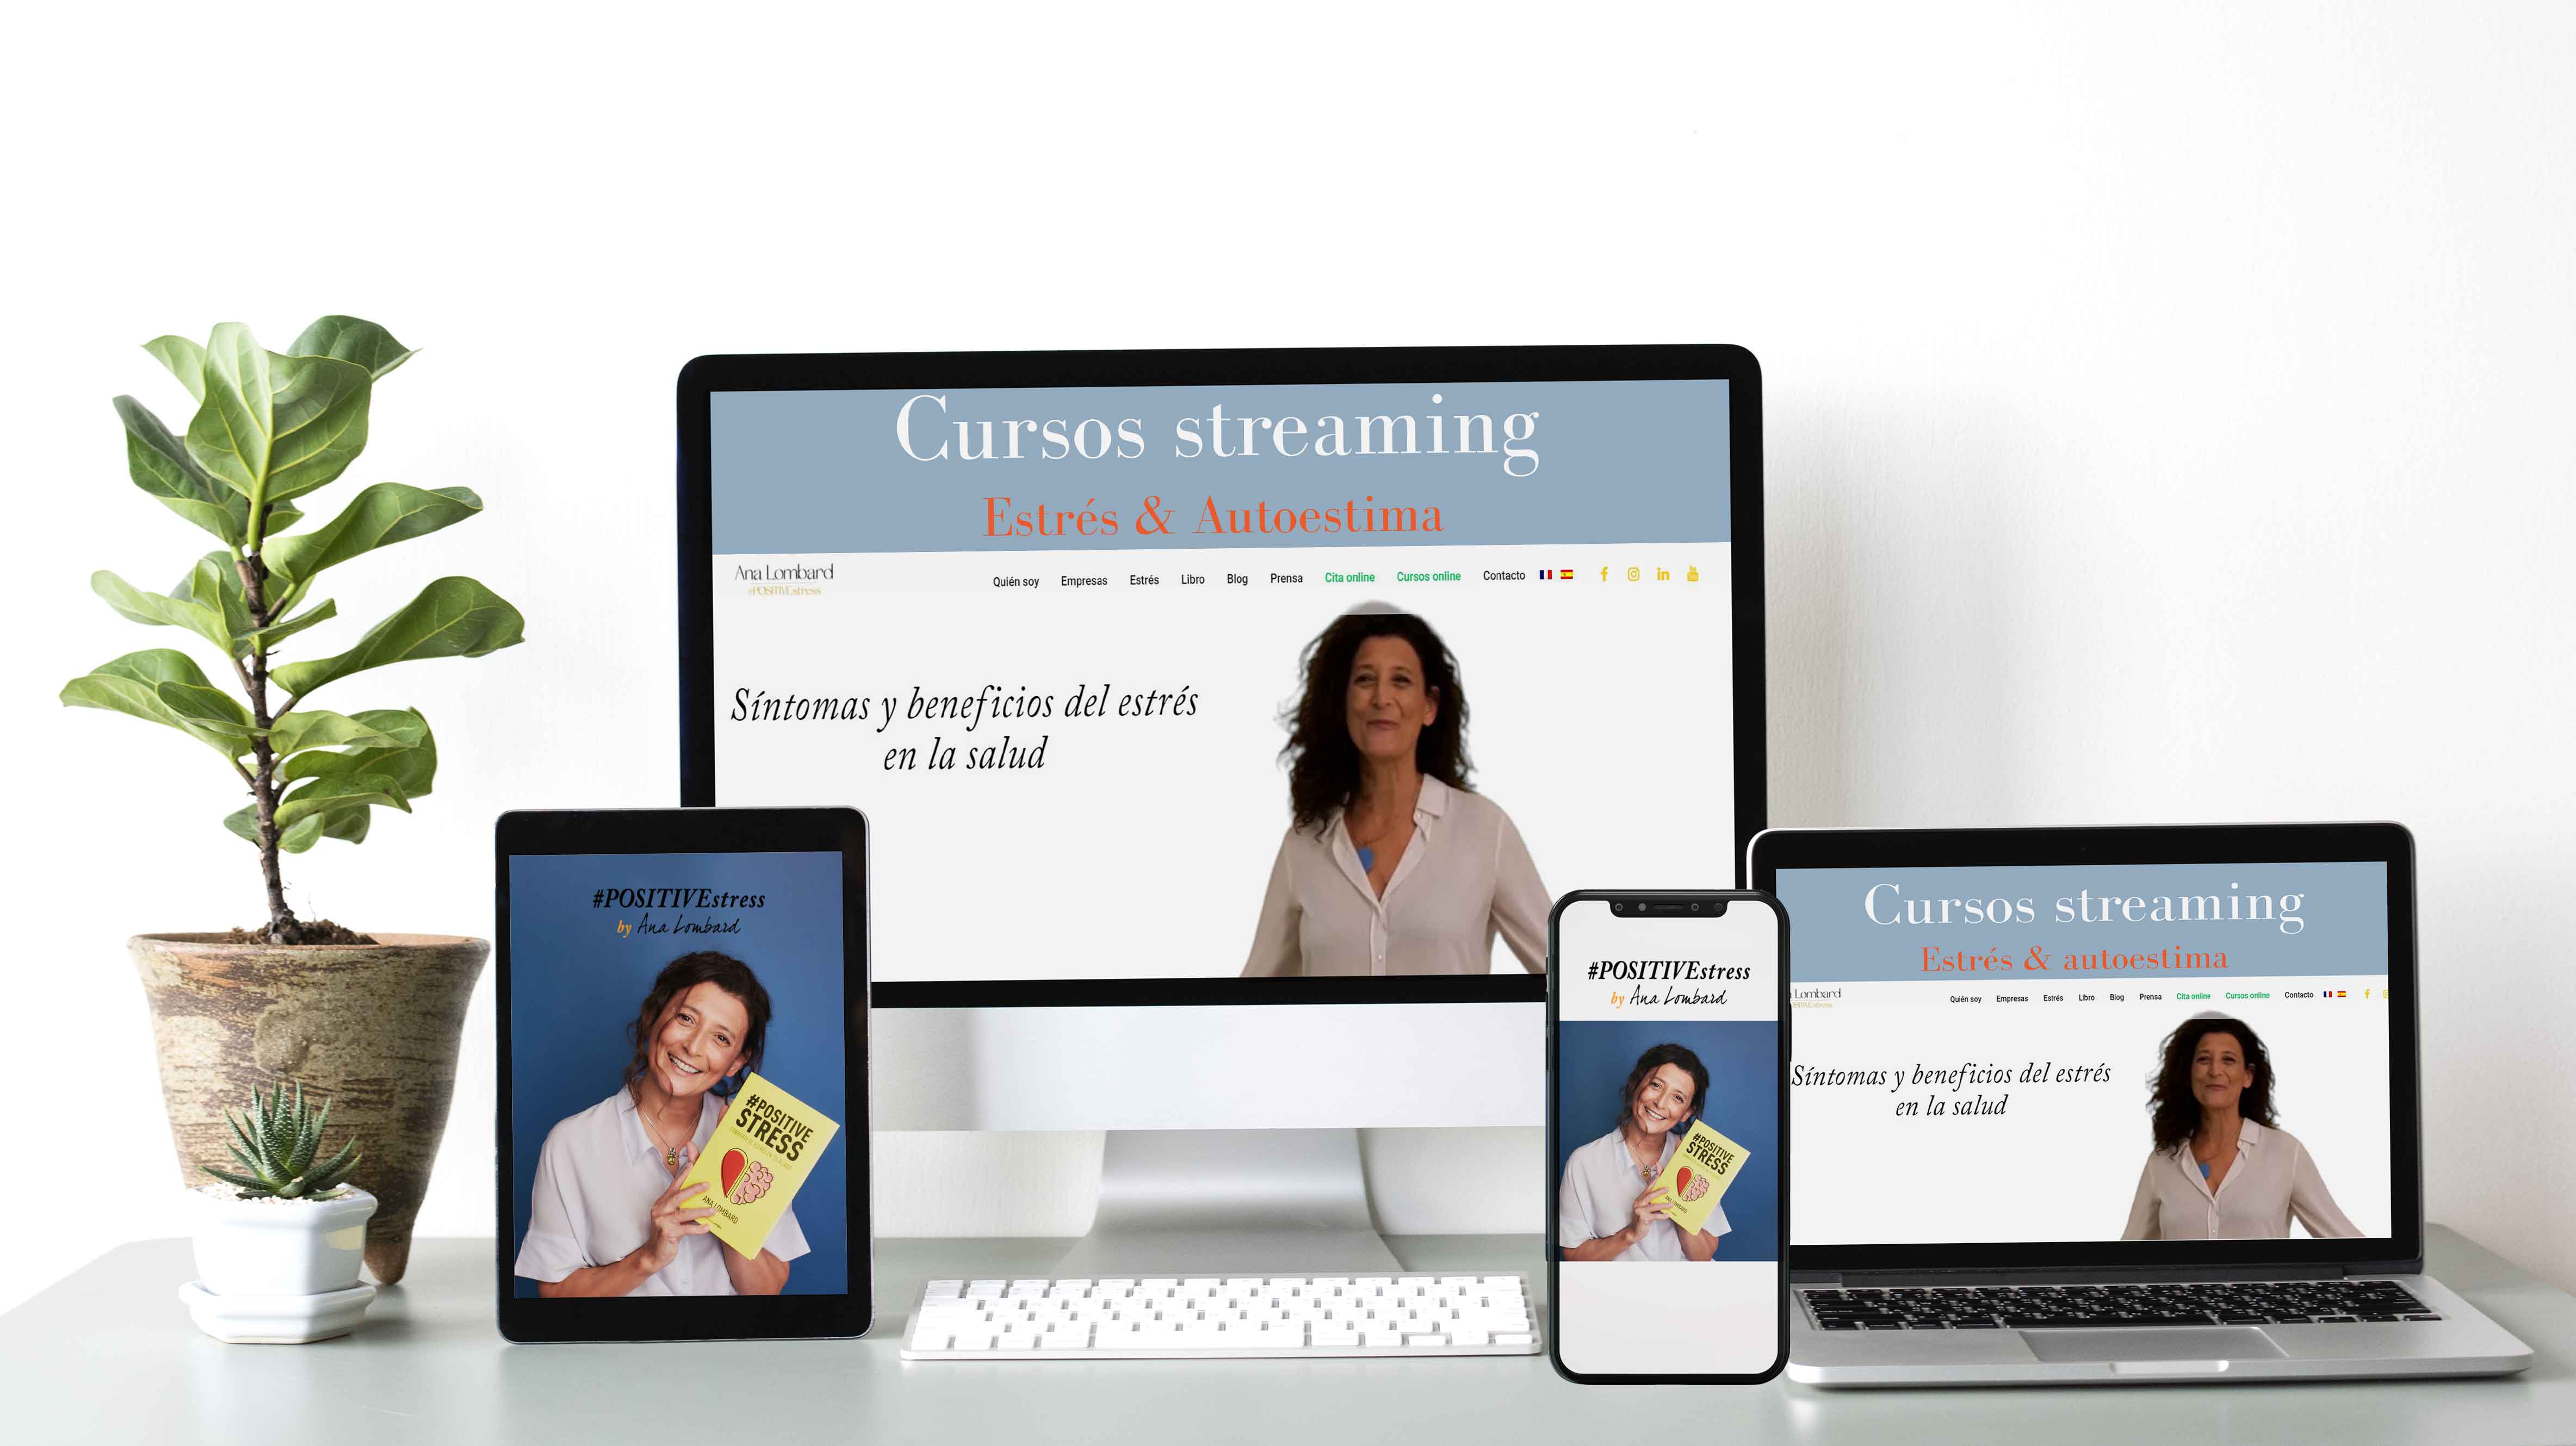 Cursos streaming
Estrés & Autoestima
Ana Lombard
#POSITIVEstress
Quién soy Empresas Estrés Libro Blog Prensa Cita online Cursos online Contacto
Síntomas y beneficios del estrés
en la salud
#POSITIVEstress
by Ana Lombard
#POSITIVE
STRESS
ANA LOMBARD
#POSITIVEstress
by Ana Lombard
#POSITIVE
STRESS
ANA LOMBARD
Cursos streaming
Estrés & autoestima
Lombard
Quién soy Empresas Estrés Libro Blog Prensa Cita online Cursos online Contacto
Síntomas y beneficios del estrés
en la salud